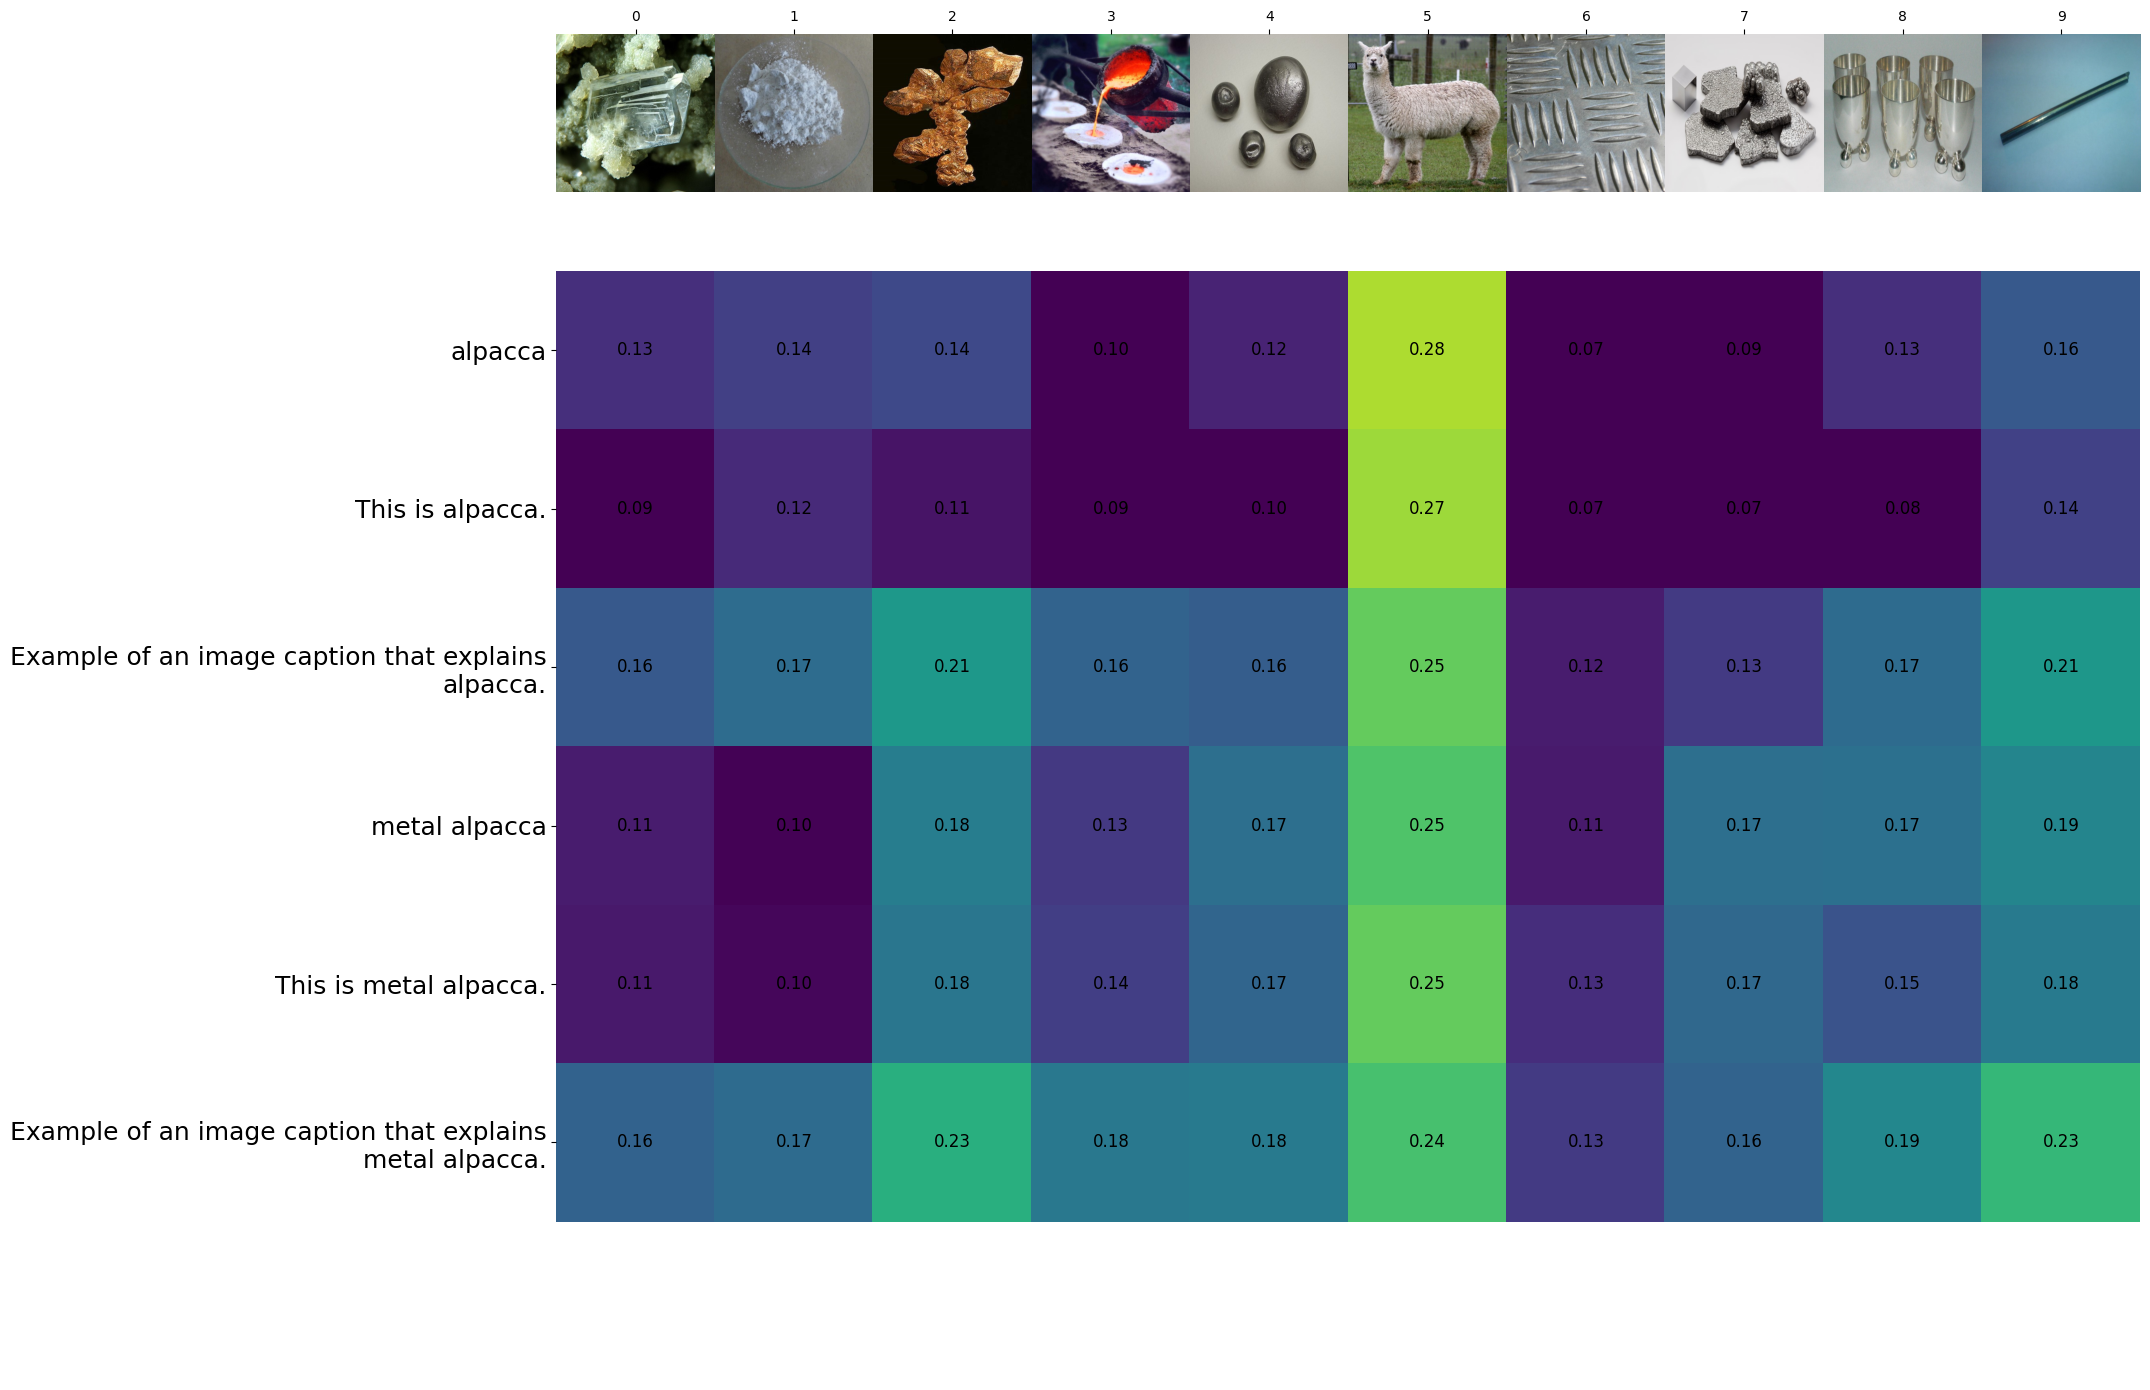 0 1 2 3 4 5 6 7 8 9
alpacca 0.13 0.14 0.14 0.10 0.12 0.28 0.07 0.09 0.13 0.16
This is alpacca. 0.09 0.12 0.11 0.09 0.10 0.27 0.07 0.07 0.08 0.14
Example of an image caption that explains
alpacca. 0.16 0.17 0.21 0.16 0.16 0.25 0.12 0.13 0.17 0.21
metal alpacca 0.11 0.10 0.18 0.13 0.17 0.25 0.11 0.17 0.17 0.19
This is metal alpacca. 0.11 0.10 0.18 0.14 0.17 0.25 0.13 0.17 0.15 0.18
Example of an image caption that explains
metal alpacca. 0.16 0.17 0.23 0.18 0.18 0.24 0.13 0.16 0.19 0.23